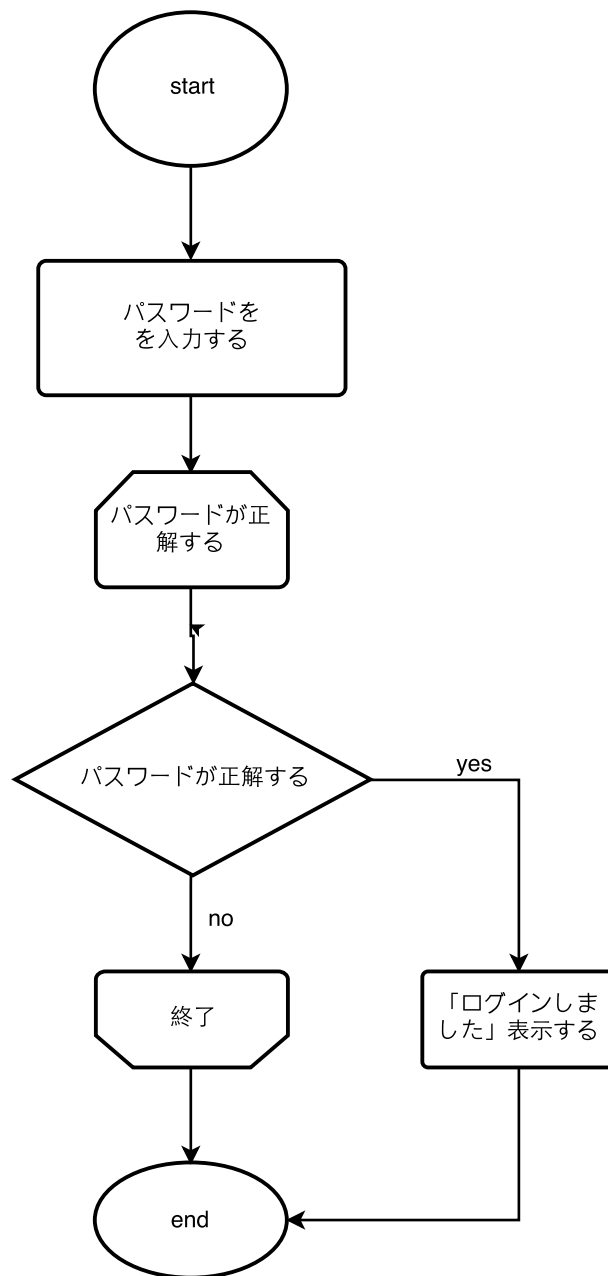 start
パスワードを
を入力する
パスワードが正
解する
パスワードが正解する
yes
no
終了
「ログインしま
した」表示する
end